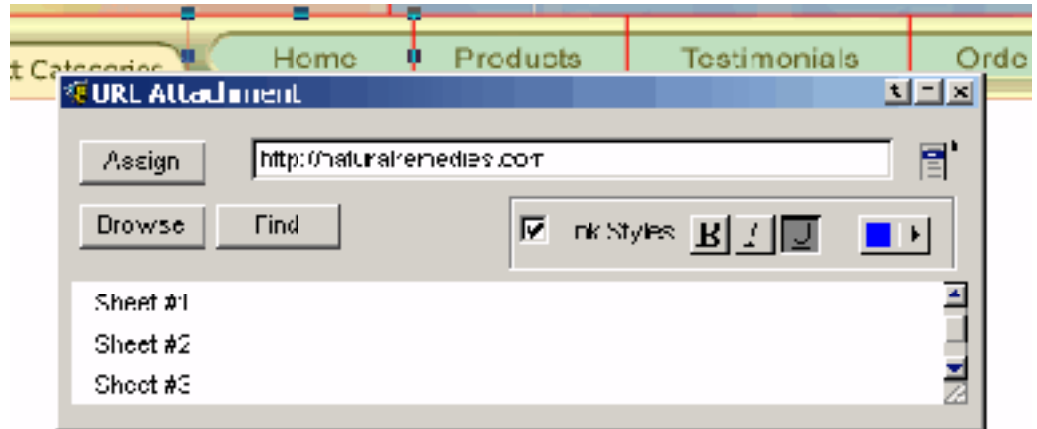 t Categories Home Products Testimonials Orde
URL Attachment
Assign http://naturalremedies.com
Browse Find nk Styles B I U
Sheet #1
Sheet #2
Sheet #3